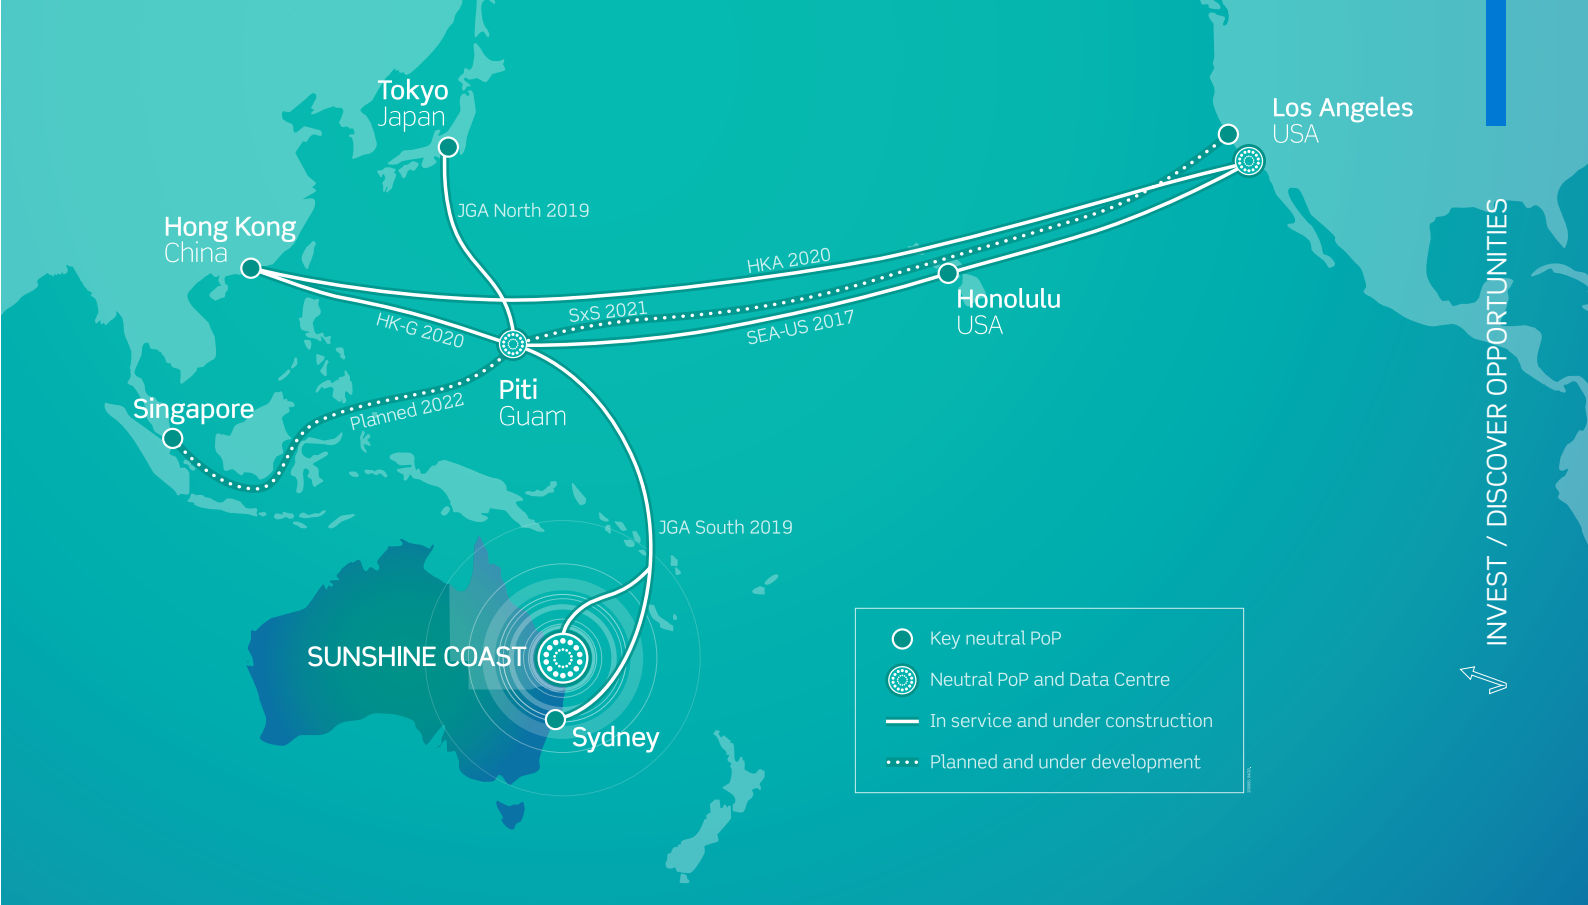 Tokyo
Japan
Los Angeles
USA
JGA North 2019
Hong Kong
China
HKA 2020
SxS 2021
HK-G 2020
SEA-US 2017
Honolulu
USA
Piti
Guam
Planned 2022
Singapore
JGA South 2019
SUNSHINE COAST
Sydney
Key neutral PoP
Neutral PoP and Data Centre
In service and under construction
Planned and under development
INVEST / DISCOVER OPPORTUNITIES